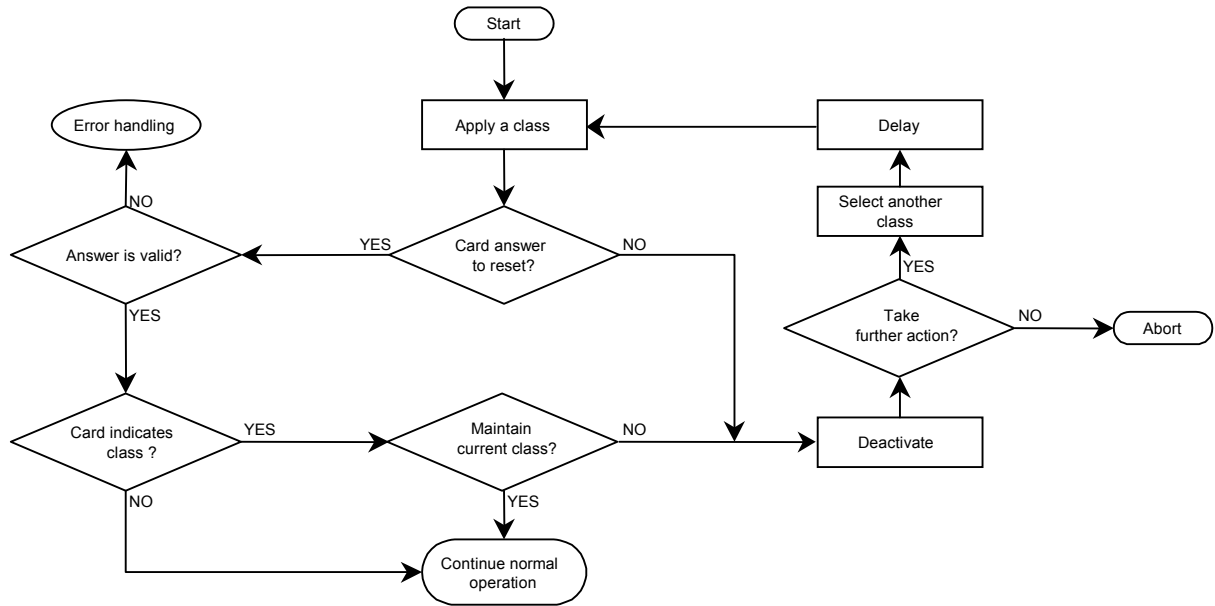 Start
Error handling
Apply a class
Delay
NO
Select another
class
Answer is valid?
YES
Card answer
to reset?
NO
YES
YES
Take
further action?
NO
Abort
Card indicates
class ?
YES
Maintain
current class?
NO
Deactivate
NO
YES
Continue normal
operation